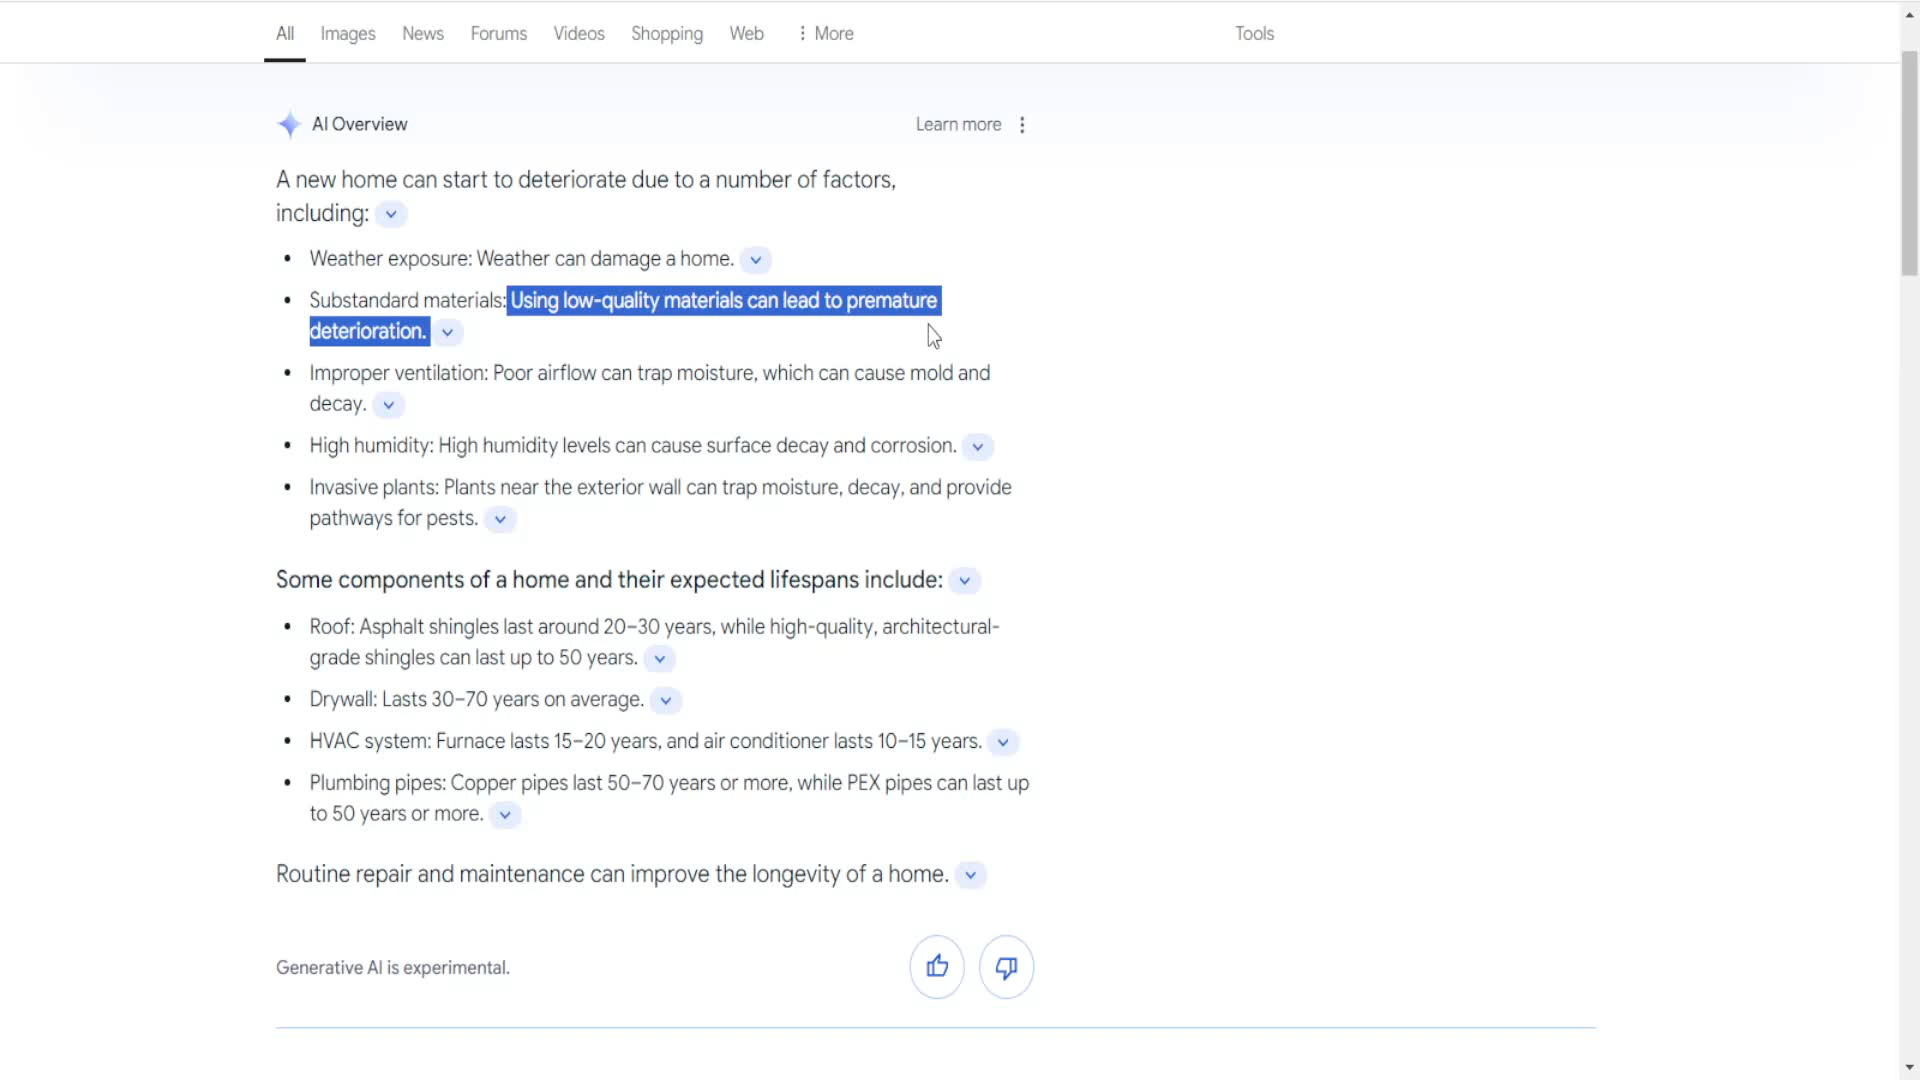 All Images News Forums Videos Shopping Web More Tools
AI Overview Learn more
A new home can start to deteriorate due to a number of factors,
including:
• Weather exposure: Weather can damage a home.
• Substandard materials: Using low-quality materials can lead to premature
deterioration.
• Improper ventilation: Poor airflow can trap moisture, which can cause mold and
decay.
• High humidity: High humidity levels can cause surface decay and corrosion.
• Invasive plants: Plants near the exterior wall can trap moisture, decay, and provide
pathways for pests.
Some components of a home and their expected lifespans include:
• Roof: Asphalt shingles last around 20–30 years, while high-quality, architectural-
grade shingles can last up to 50 years.
• Drywall: Lasts 30–70 years on average.
• HVAC system: Furnace lasts 15–20 years, and air conditioner lasts 10–15 years.
• Plumbing pipes: Copper pipes last 50–70 years or more, while PEX pipes can last up
to 50 years or more.
Routine repair and maintenance can improve the longevity of a home.
Generative AI is experimental.